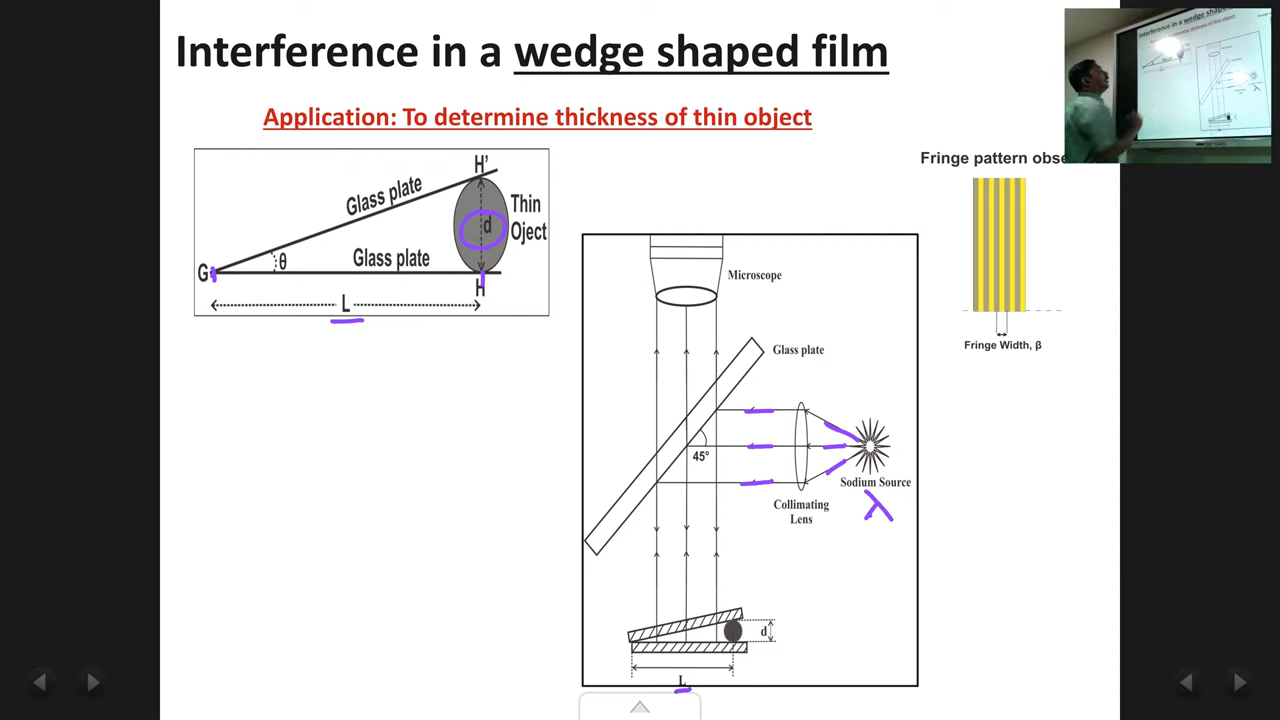 Interference in a wedge shaped film
Application: To determine thickness of thin object
H'
Glass plate
Thin
Oject
d
G
θ
Glass plate
H
L
Fringe pattern obse
Fringe Width, β
Microscope
Glass plate
45°
Sodium Source
λ
Collimating
Lens
d
L